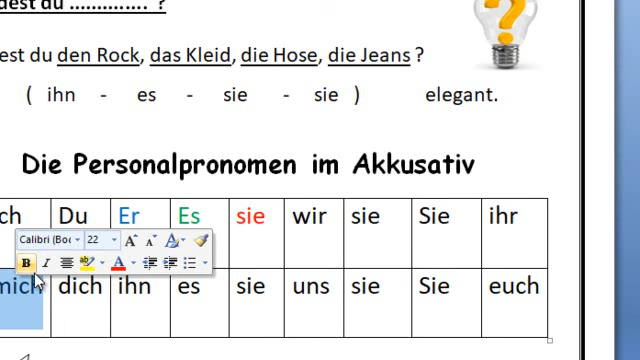 dest du .............. ?
est du den Rock, das Kleid, die Hose, die Jeans ?
( ihn - es - sie - sie ) elegant.
Die Personalpronomen im Akkusativ
ch Du Er Es sie wir sie Sie ihr
Calibri (Boc 22
mich dich ihn es sie uns sie Sie euch